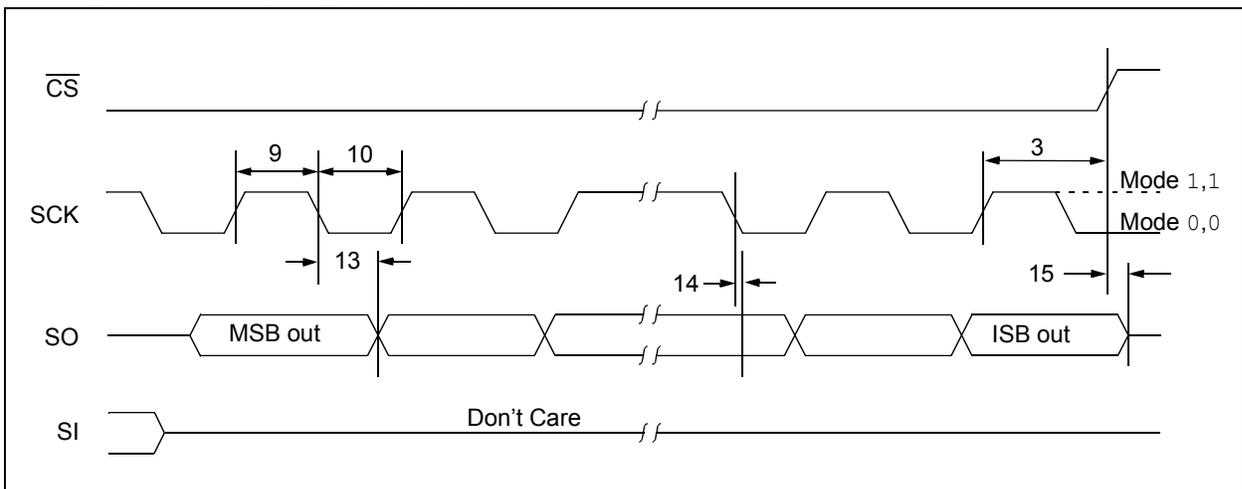 CS
9
10
3
SCK
Mode 1,1
Mode 0,0
13
14
15
SO
MSB out
ISB out
SI
Don't Care